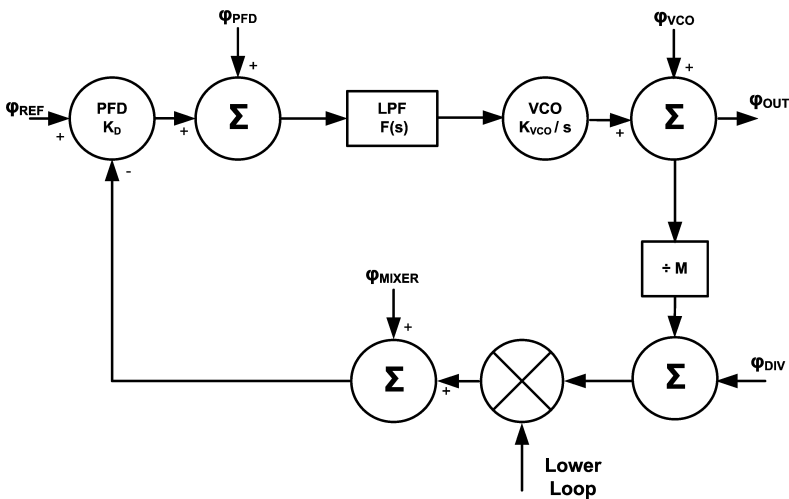 φPFD
φVCO
φREF
PFD
KD
Σ
LPF
F(s)
VCO
KVCO / s
Σ
φOUT
+
+
+
+
+
-
÷ M
φMIXER
+
Σ
+
Σ
φDIV
Lower
Loop